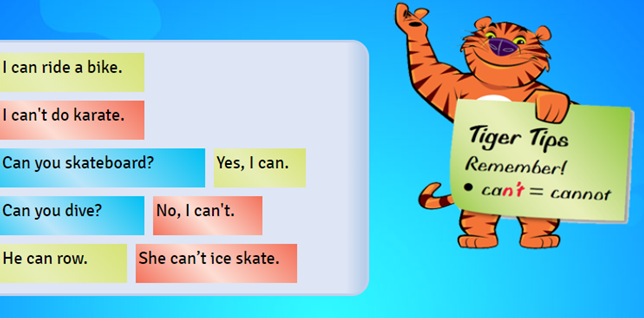 I can ride a bike.
I can't do karate.
Can you skateboard? Yes, I can.
Can you dive? No, I can't.
He can row. She can’t ice skate.
Tiger Tips
Remember!
• can't = cannot